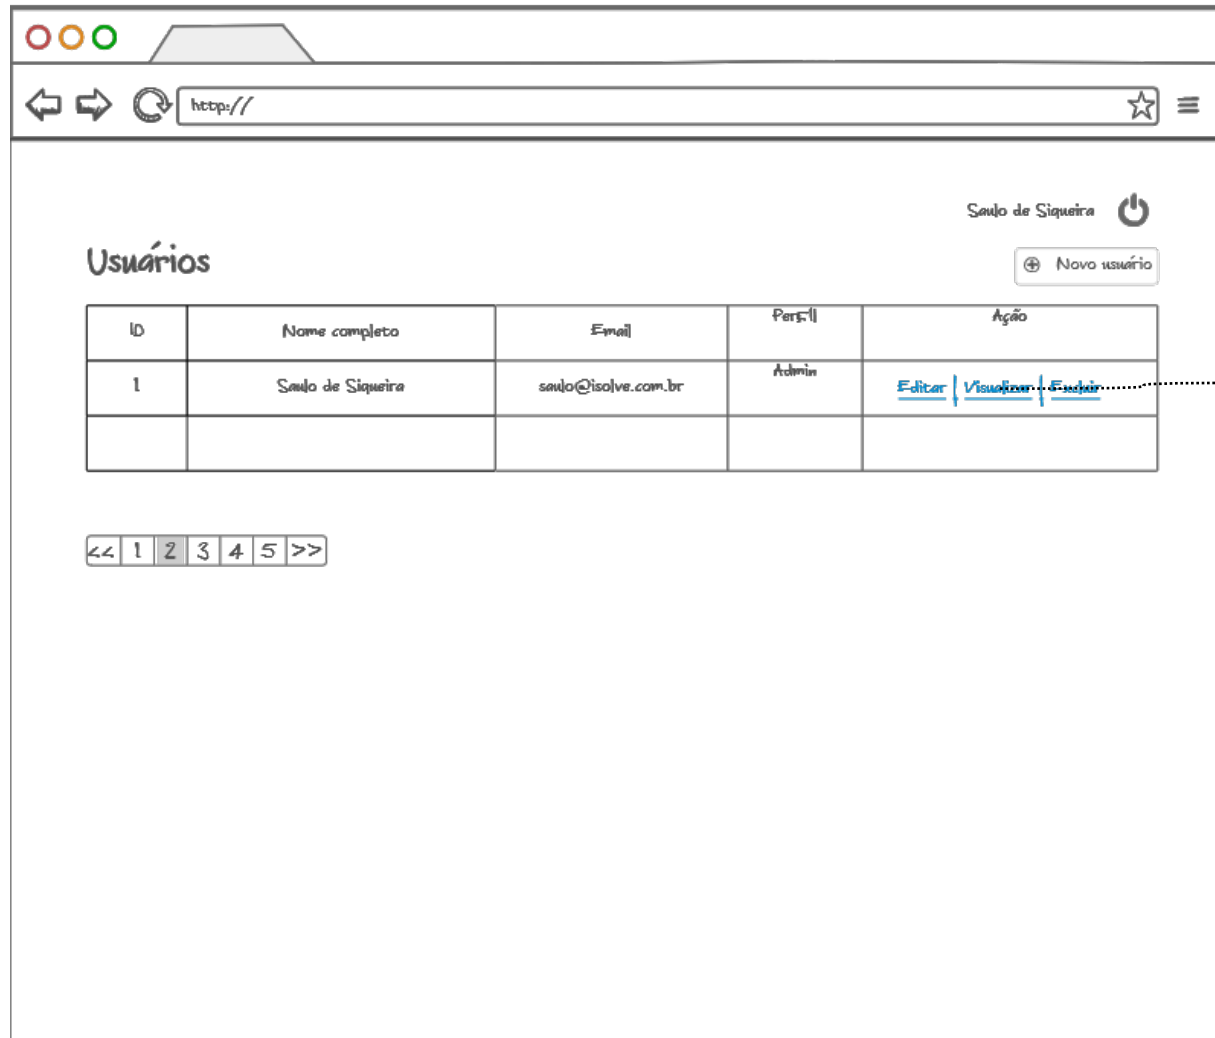 http://
Saulo de Siqueira
Usuários
Novo usuário
ID Nome completo Email Perfil Ação
1 Saulo de Siqueira saulo@isolve.com.br Admin Editar | Visualizar | Excluir
<< 1 2 3 4 5 >>